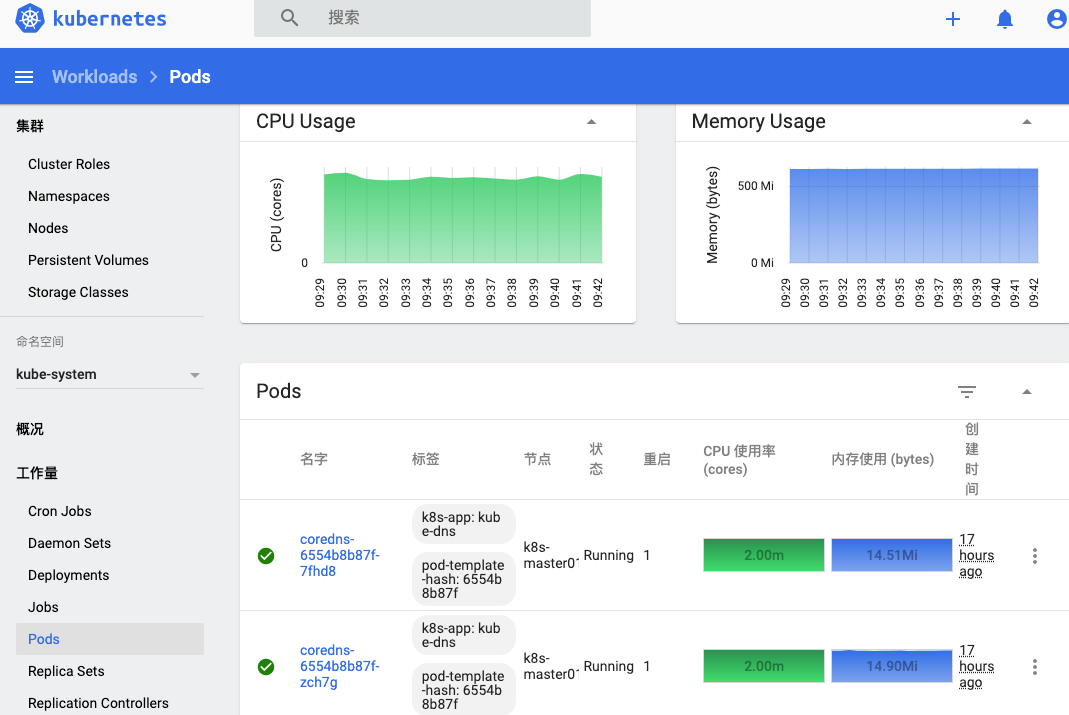 kubernetes
搜索
Workloads > Pods
集群
Cluster Roles
Namespaces
Nodes
Persistent Volumes
Storage Classes
命名空间
kube-system
概况
工作量
Cron Jobs
Daemon Sets
Deployments
Jobs
Pods
Replica Sets
Replication Controllers
CPU Usage
CPU (cores)
0
09:29
09:30
09:31
09:32
09:33
09:34
09:35
09:36
09:37
09:38
09:39
09:40
09:41
09:42
Memory Usage
Memory (bytes)
500 Mi
0 Mi
09:29
09:30
09:31
09:32
09:33
09:34
09:35
09:36
09:37
09:38
09:39
09:40
09:41
09:42
Pods
名字
标签
节点
状
态
重启
CPU 使用率
(cores)
内存使用 (bytes)
创
建
时
间
coredns-
6554b8b87f-
7fhd8
k8s-app: kub
e-dns
pod-template
-hash: 6554b
8b87f
k8s-
master01
Running
1
2.00m
14.51Mi
17
hours
ago
coredns-
6554b8b87f-
zch7g
k8s-app: kub
e-dns
pod-template
-hash: 6554b
8b87f
k8s-
master01
Running
1
2.00m
14.90Mi
17
hours
ago